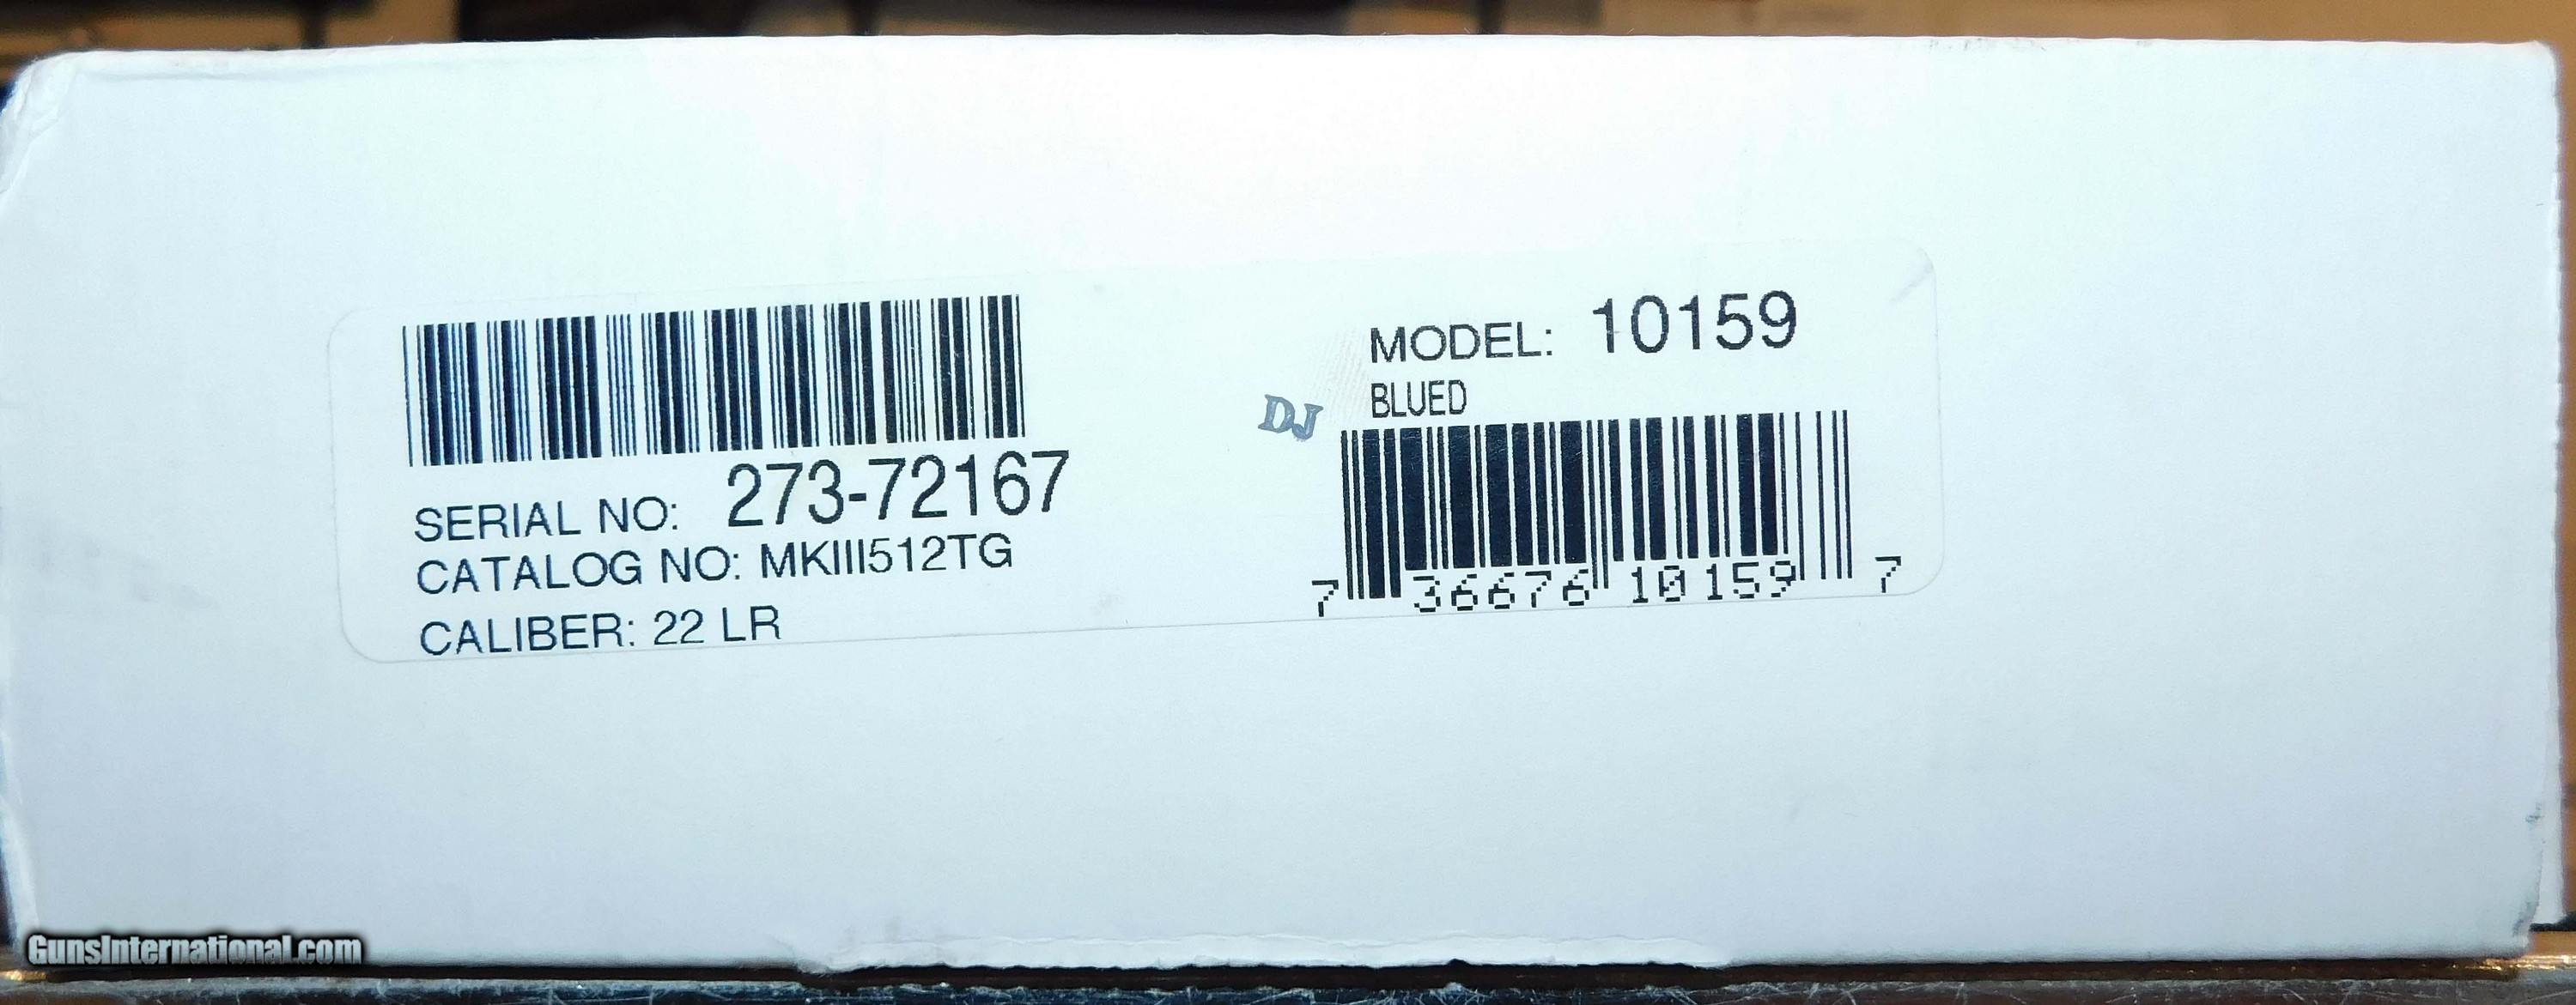 SERIAL NO: 273-72167
CATALOG NO: MKIII512TG
CALIBER: 22 LR
MODEL: 10159
BLUED
DJ
7 36676 10159 7
GunsInternational.com